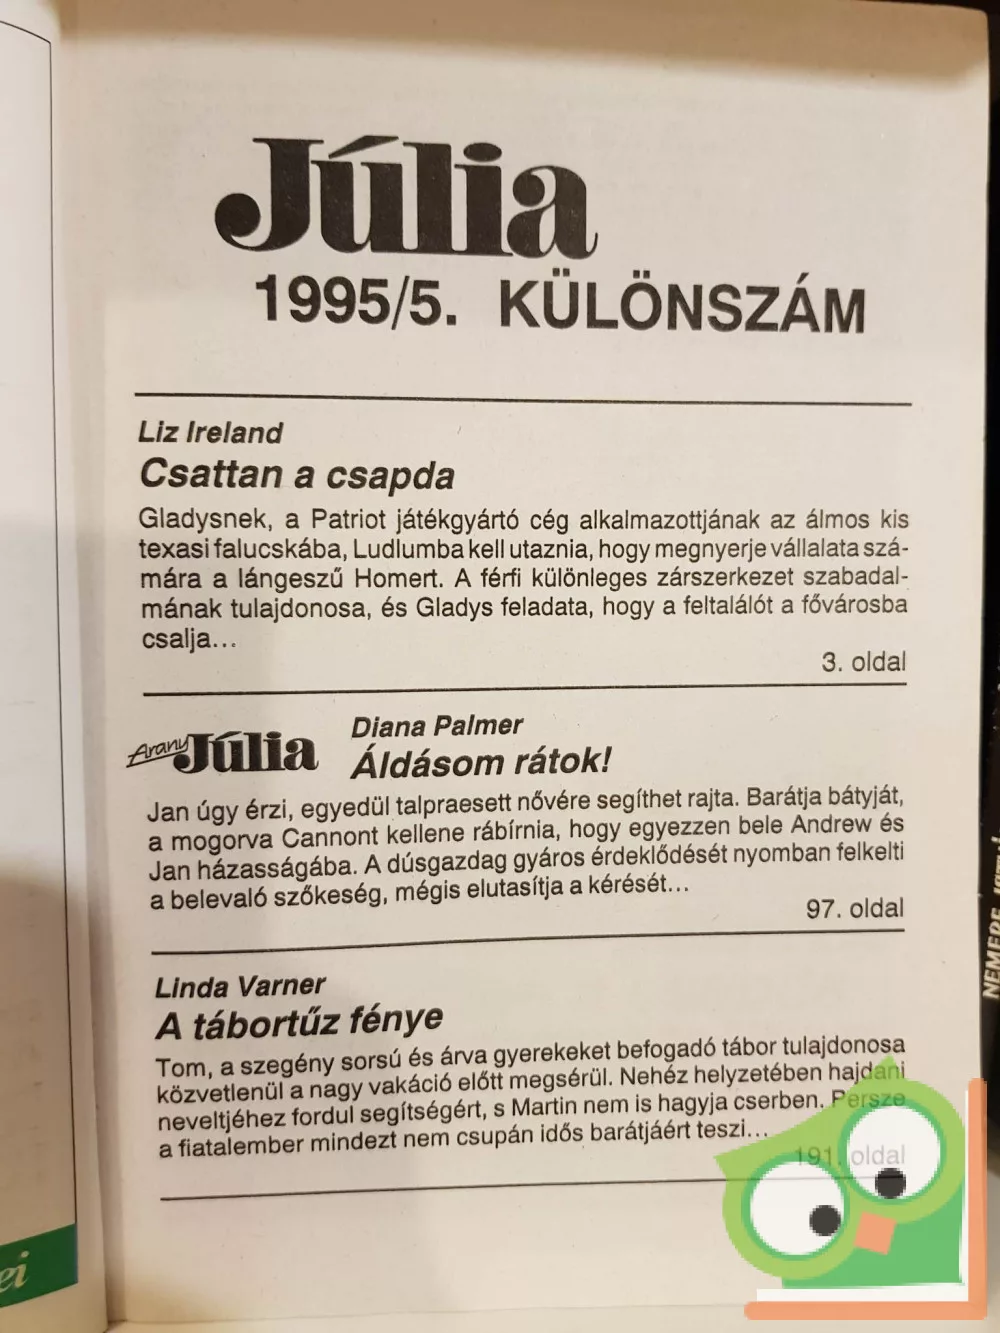 Júlia
1995/5. KÜLÖNSZÁM
Liz Ireland
Csattan a csapda
Gladysnek, a Patriot játékgyártó cég alkalmazottjának az álmos kis
texasi falucskába, Ludlumba kell utaznia, hogy megnyerje vállalata szá-
mára a lángeszű Homert. A férfi különleges zárszerkezet szabadal-
mának tulajdonosa, és Gladys feladata, hogy a feltalálót a fővárosba
csalja...
3. oldal
Arany Júlia
Diana Palmer
Áldásom rátok!
Jan úgy érzi, egyedül talpraesett nővére segíthet rajta. Barátja bátyját,
a mogorva Cannont kellene rábírnia, hogy egyezzen bele Andrew és
Jan házasságába. A dúsgazdag gyáros érdeklődését nyomban felkelti
a belevaló szőkeség, mégis elutasítja a kérését...
97. oldal
Linda Varner
A tábortűz fénye
Tom, a szegény sorsú és árva gyerekeket befogadó tábor tulajdonosa
közvetlenül a nagy vakáció előtt megsérül. Nehéz helyzetében hajdani
neveltjéhez fordul segítségért, s Martin nem is hagyja cserben. Persze
a fiatalember mindezt nem csupán idős barátjáért teszi...
191. oldal
ei
NEMERE